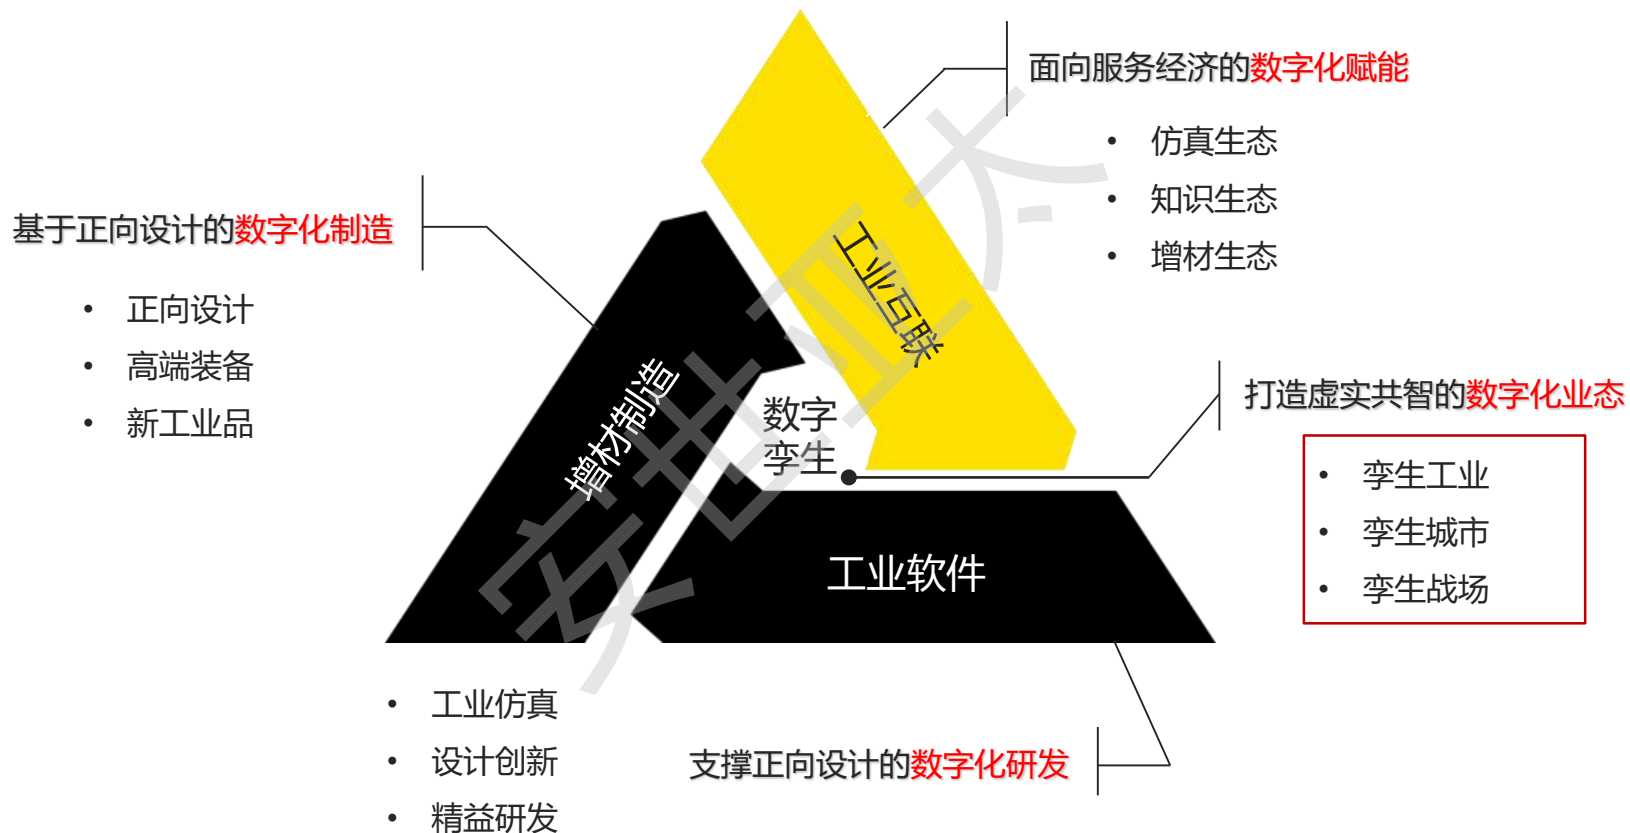 面向服务经济的数字化赋能
• 仿真生态
• 知识生态
• 增材生态
基于正向设计的数字化制造
• 正向设计
• 高端装备
• 新工业品
工业互联
增材制造
数字
孪生
工业软件
打造虚实共智的数字化业态
• 孪生工业
• 孪生城市
• 孪生战场
• 工业仿真
• 设计创新
• 精益研发
支撑正向设计的数字化研发
安世亚太